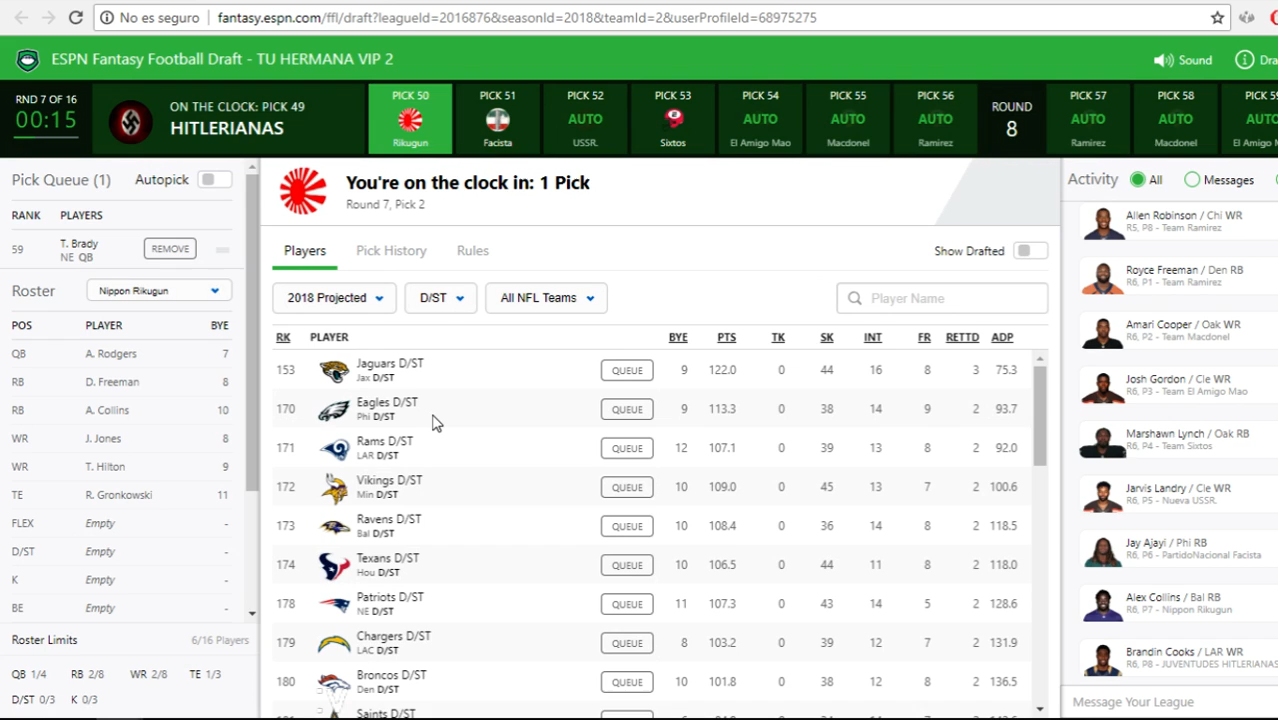 No es seguro | fantasy.espn.com/ffl/draft?leagueId=2016876&seasonId=2018&teamId=2&userProfileId=68975275
ESPN Fantasy Football Draft - TU HERMANA VIP 2
Sound
Dra
RND 7 OF 16
00:15
ON THE CLOCK: PICK 49
HITLERIANAS
PICK 50
Rikugun
PICK 51
Facista
PICK 52
AUTO
USSR.
PICK 53
Sixtos
PICK 54
AUTO
El Amigo Mao
PICK 55
AUTO
Macdonel
PICK 56
AUTO
Ramirez
ROUND
8
PICK 57
AUTO
Ramirez
PICK 58
AUTO
Macdonel
PICK 59
AUTO
El Amigo
Pick Queue (1)
Autopick
RANK PLAYERS
59 T. Brady REMOVE
NE QB
Roster
Nippon Rikugun
POS PLAYER BYE
QB A. Rodgers 7
RB D. Freeman 8
RB A. Collins 10
WR J. Jones 8
WR T. Hilton 9
TE R. Gronkowski 11
FLEX Empty -
D/ST Empty -
K Empty -
BE Empty -
Roster Limits 6/16 Players
QB 1/4 RB 2/8 WR 2/8 TE 1/3
D/ST 0/3 K 0/3
You're on the clock in: 1 Pick
Round 7, Pick 2
Players Pick History Rules
Show Drafted
2018 Projected D/ST All NFL Teams Player Name
RK PLAYER BYE PTS TK SK INT FR RETTD ADP
153 Jaguars D/ST QUEUE 9 122.0 0 44 16 8 3 75.3
Jax D/ST
170 Eagles D/ST QUEUE 9 113.3 0 38 14 9 2 93.7
Phi D/ST
171 Rams D/ST QUEUE 12 107.1 0 39 13 8 2 92.0
LAR D/ST
172 Vikings D/ST QUEUE 10 109.0 0 45 13 7 2 100.6
Min D/ST
173 Ravens D/ST QUEUE 10 108.4 0 36 14 8 2 118.5
Bal D/ST
174 Texans D/ST QUEUE 10 106.5 0 44 11 8 2 118.0
Hou D/ST
178 Patriots D/ST QUEUE 11 107.3 0 43 14 5 2 128.6
NE D/ST
179 Chargers D/ST QUEUE 8 103.2 0 39 12 7 2 131.9
LAC D/ST
180 Broncos D/ST QUEUE 10 101.8 0 38 12 8 2 136.5
Den D/ST
Saints D/ST
Activity All Messages
Allen Robinson / Chi WR
R5, P8 - Team Ramirez
Royce Freeman / Den RB
R6, P1 - Team Ramirez
Amari Cooper / Oak WR
R6, P2 - Team Macdonel
Josh Gordon / Cle WR
R6, P3 - Team El Amigo Mao
Marshawn Lynch / Oak RB
R6, P4 - Team Sixtos
Jarvis Landry / Cle WR
R6, P5 - Nueva USSR.
Jay Ajayi / Phi RB
R6, P6 - PartidoNacional Facista
Alex Collins / Bal RB
R6, P7 - Nippon Rikugun
Brandin Cooks / LAR WR
R6, P8 - JUVENTUDES HITLERIANAS
Message Your League